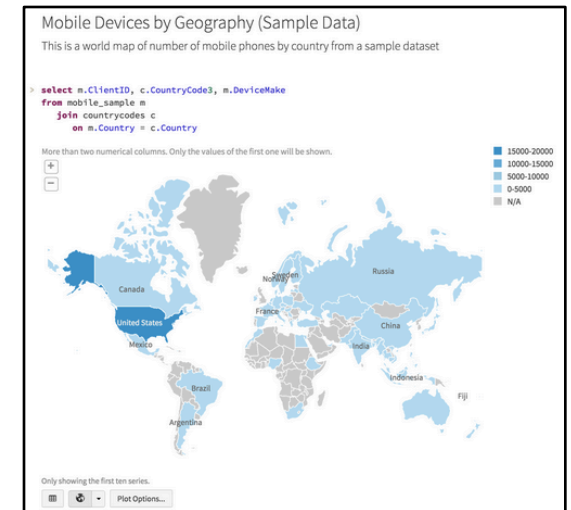 Mobile Devices by Geography (Sample Data)
This is a world map of number of mobile phones by country from a sample dataset
> select m.ClientID, c.CountryCode3, m.DeviceMake
from mobile_sample m
join countrycodes c
on m.Country = c.Country
More than two numerical columns. Only the values of the first one will be shown.
+
−
15000-20000
10000-15000
5000-10000
0-5000
N/A
Sweden
Norway
Russia
Canada
France
United States
China
Mexico
India
Indonesia
Brazil
Fiji
Argentina
Only showing the first ten series.
Plot Options...